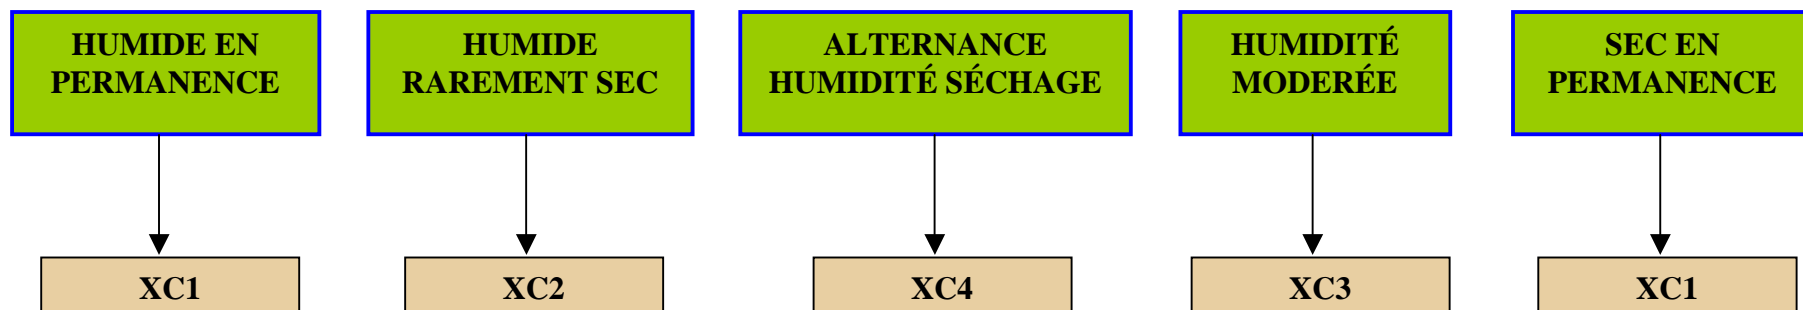 HUMIDE EN
PERMANENCE
HUMIDE
RAREMENT SEC
ALTERNANCE
HUMIDITÉ SÉCHAGE
HUMIDITÉ
MODERÉE
SEC EN
PERMANENCE
XC1
XC2
XC4
XC3
XC1